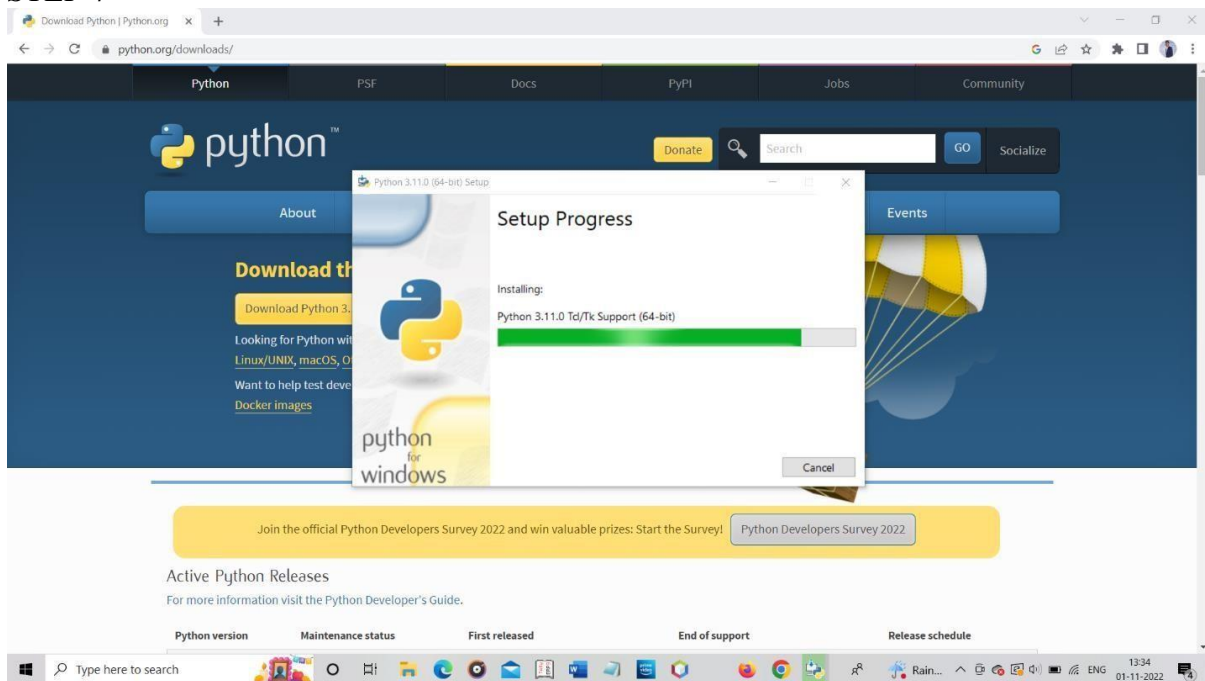 Download Python | Python.org
python.org/downloads/
Python PSF Docs PyPI Jobs Community
python™
Donate Search GO Socialize
Python 3.11.0 (64-bit) Setup
About Events
Setup Progress
Download th
Installing:
Download Python 3.
Python 3.11.0 Tcl/Tk Support (64-bit)
Looking for Python wit
Linux/UNIX, macOS, O
Want to help test deve
Docker images
python
for
windows
Cancel
Join the official Python Developers Survey 2022 and win valuable prizes: Start the Survey! Python Developers Survey 2022
Active Python Releases
For more information visit the Python Developer's Guide.
Python version Maintenance status First released End of support Release schedule
Type here to search Rain... ENG 13:34
01-11-2022
4